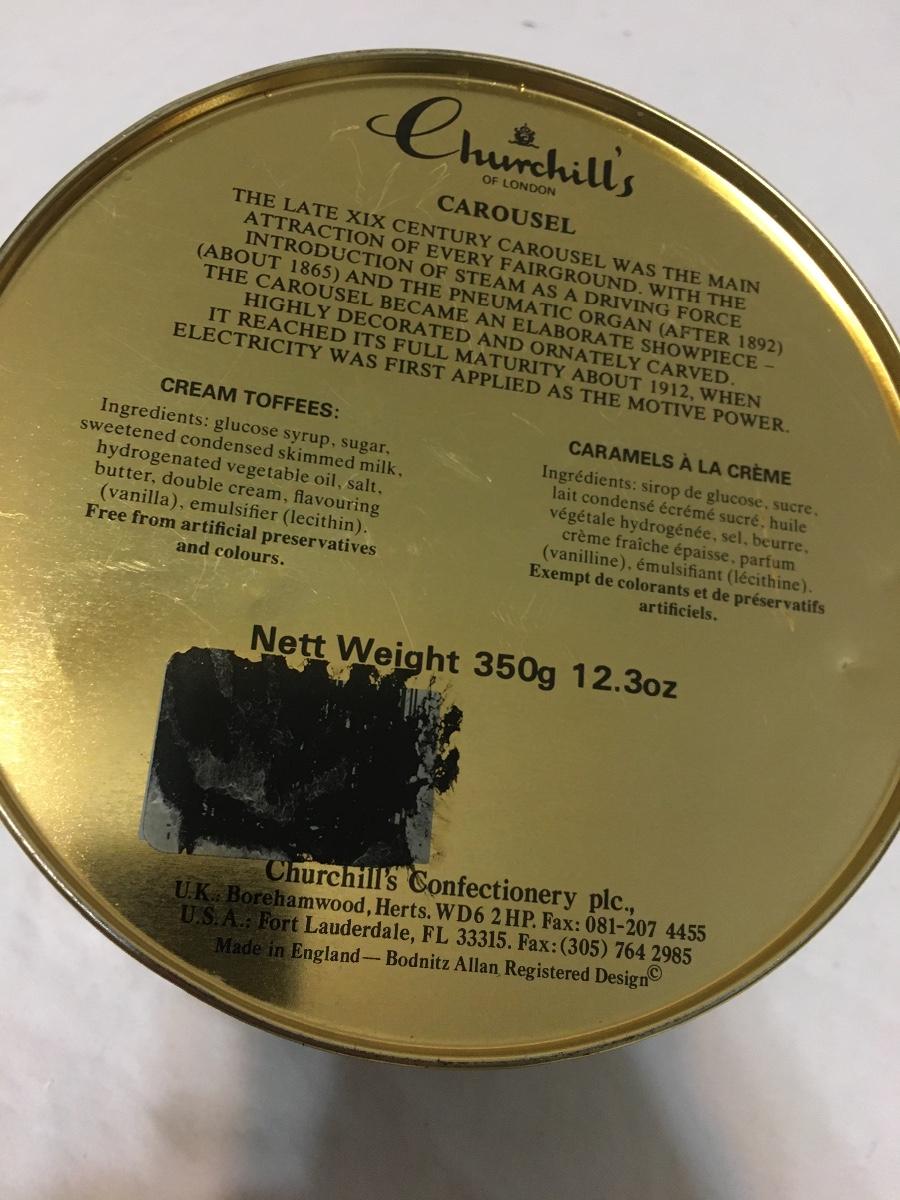 Churchill's
OF LONDON
CAROUSEL
THE LATE XIX CENTURY CAROUSEL WAS THE MAIN
ATTRACTION OF EVERY FAIRGROUND. WITH THE
INTRODUCTION OF STEAM AS A DRIVING FORCE
(ABOUT 1865) AND THE PNEUMATIC ORGAN (AFTER 1892)
THE CAROUSEL BECAME AN ELABORATE SHOWPIECE –
HIGHLY DECORATED AND ORNATELY CARVED.
IT REACHED ITS FULL MATURITY ABOUT 1912, WHEN
ELECTRICITY WAS FIRST APPLIED AS THE MOTIVE POWER.
CREAM TOFFEES:
Ingredients: glucose syrup, sugar,
sweetened condensed skimmed milk,
hydrogenated vegetable oil, salt,
butter, double cream, flavouring
(vanilla), emulsifier (lecithin).
Free from artificial preservatives
and colours.
CARAMELS À LA CRÈME
Ingrédients: sirop de glucose, sucre,
lait condensé écrémé sucré, huile
végétale hydrogénée, sel, beurre,
crème fraîche épaisse, parfum
(vanilline), émulsifiant (lécithine).
Exempt de colorants et de préservatifs
artificiels.
Nett Weight 350g 12.3oz
Churchill's Confectionery plc.,
U.K.: Borehamwood, Herts. WD6 2HP. Fax: 081-207 4455
U.S.A.: Fort Lauderdale, FL 33315. Fax: (305) 764 2985
Made in England — Bodnitz Allan Registered Design©